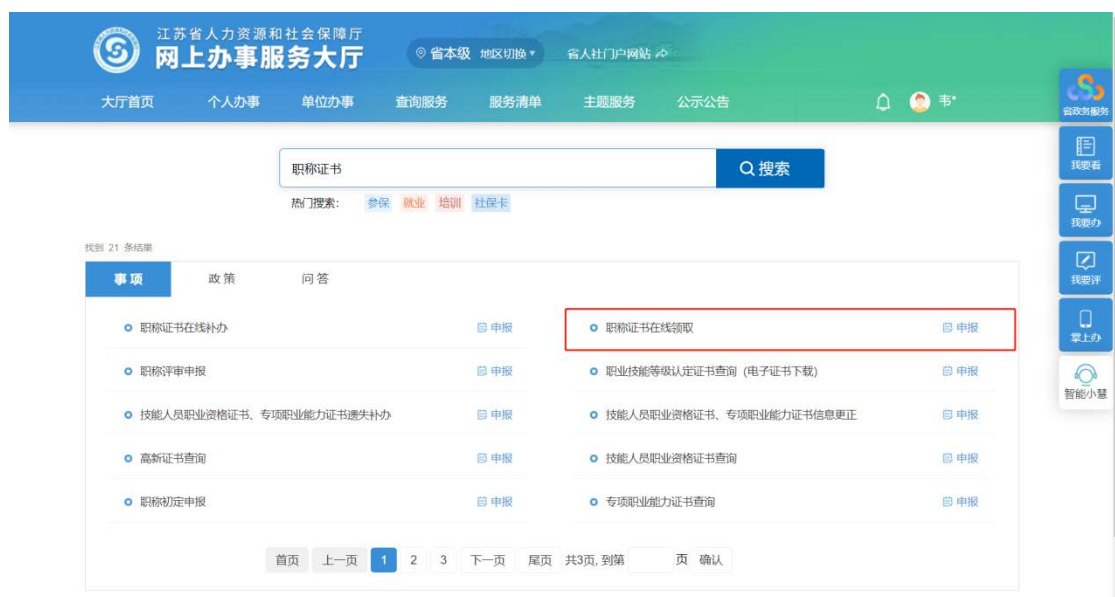 江苏省人力资源和社会保障厅
网上办事服务大厅
省本级 地区切换
省人社门户网站
大厅首页 个人办事 单位办事 查询服务 服务清单 主题服务 公示公告 韦*
省政务服务
我要看
我要办
我要评
掌上办
智能小慧
职称证书 搜索
热门搜索: 参保 就业 培训 社保卡
找到 21 条结果
事项 政策 问答
职称证书在线补办 申报 职称证书在线领取 申报
职称评审申报 申报 职业技能等级认定证书查询（电子证书下载） 申报
技能人员职业资格证书、专项职业能力证书遗失补办 申报 技能人员职业资格证书、专项职业能力证书信息更正 申报
高新证书查询 申报 技能人员职业资格证书查询 申报
职称初定申报 申报 专项职业能力证书查询 申报
首页 上一页 1 2 3 下一页 尾页 共3页, 到第 页 确认